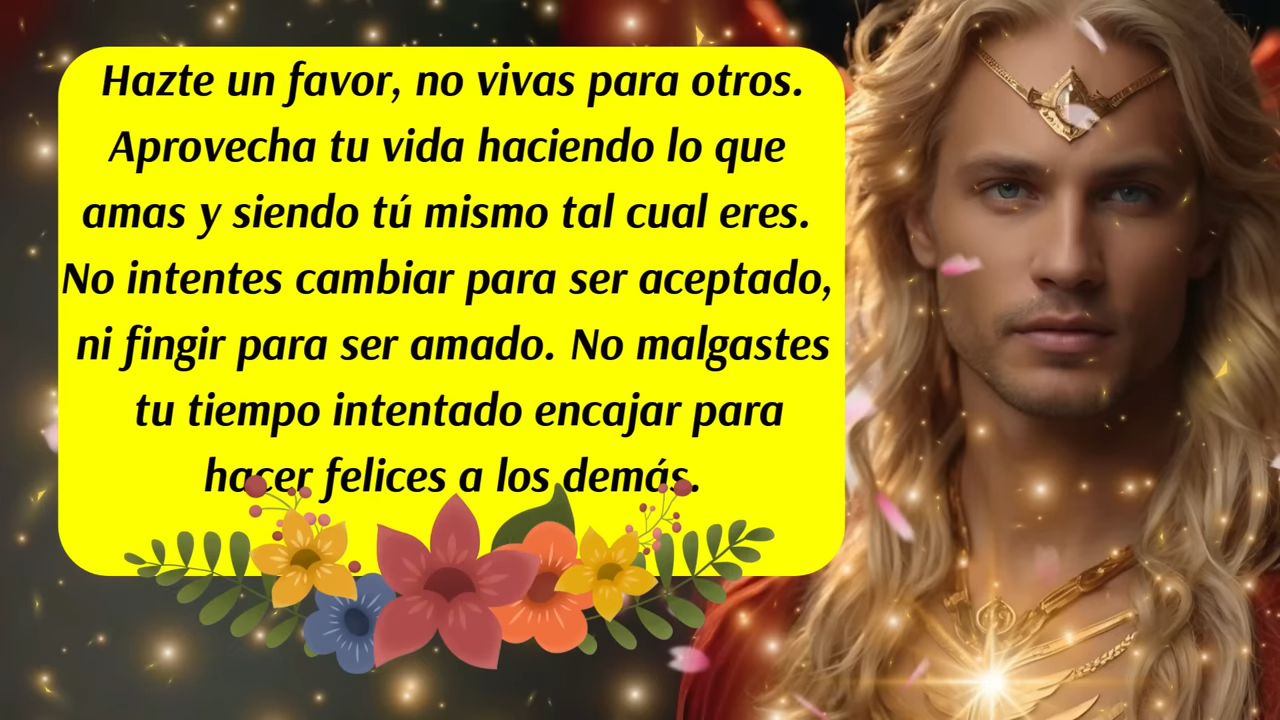 Hazte un favor, no vivas para otros.
Aprovecha tu vida haciendo lo que
amas y siendo tú mismo tal cual eres.
No intentes cambiar para ser aceptado,
ni fingir para ser amado. No malgastes
tu tiempo intentado encajar para
hacer felices a los demás.